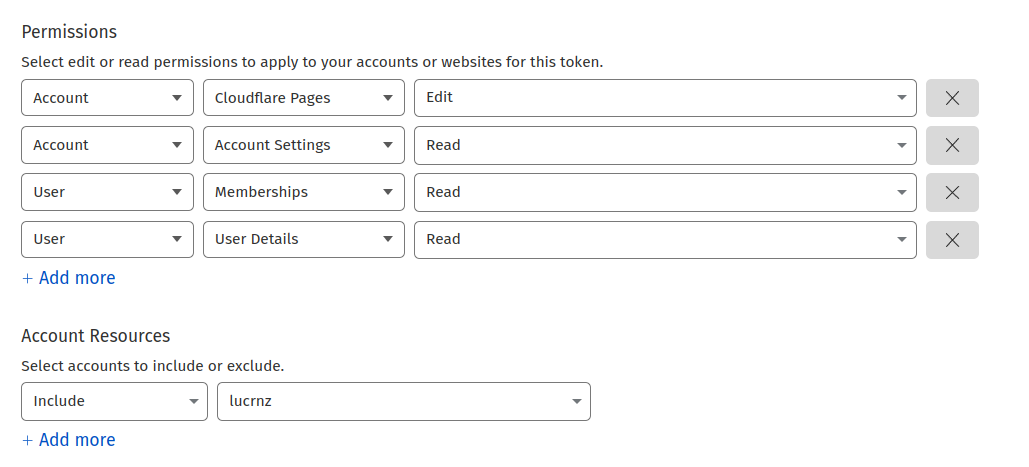 Permissions
Select edit or read permissions to apply to your accounts or websites for this token.
Account Cloudflare Pages Edit
Account Account Settings Read
User Memberships Read
User User Details Read
+ Add more
Account Resources
Select accounts to include or exclude.
Include lucrnz
+ Add more